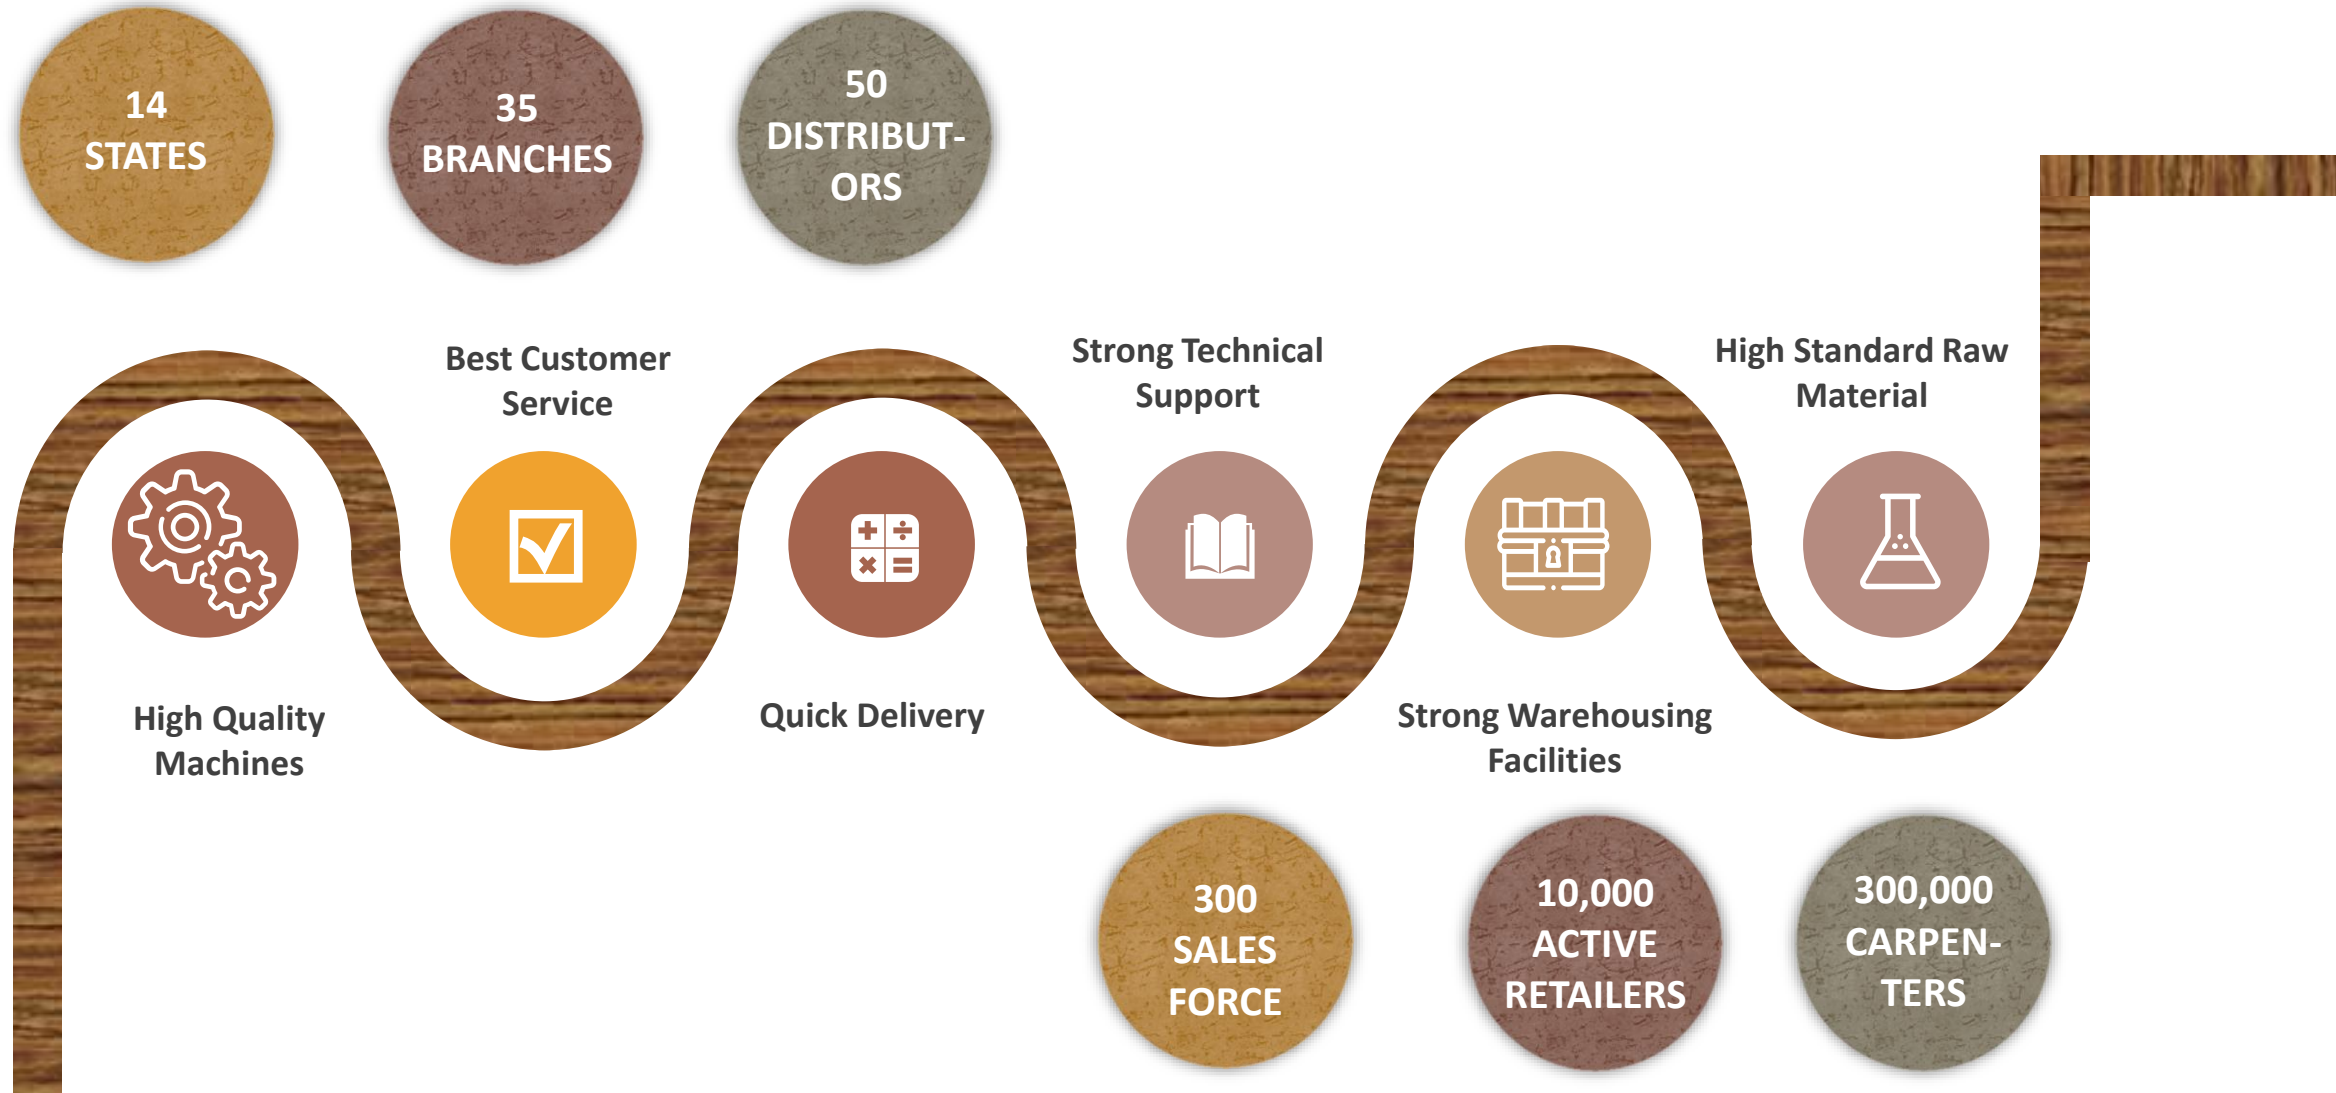 14
STATES
35
BRANCHES
50
DISTRIBUT-
ORS
Best Customer
Service
Strong Technical
Support
High Standard Raw
Material
High Quality
Machines
Quick Delivery
Strong Warehousing
Facilities
300
SALES
FORCE
10,000
ACTIVE
RETAILERS
300,000
CARPEN-
TERS